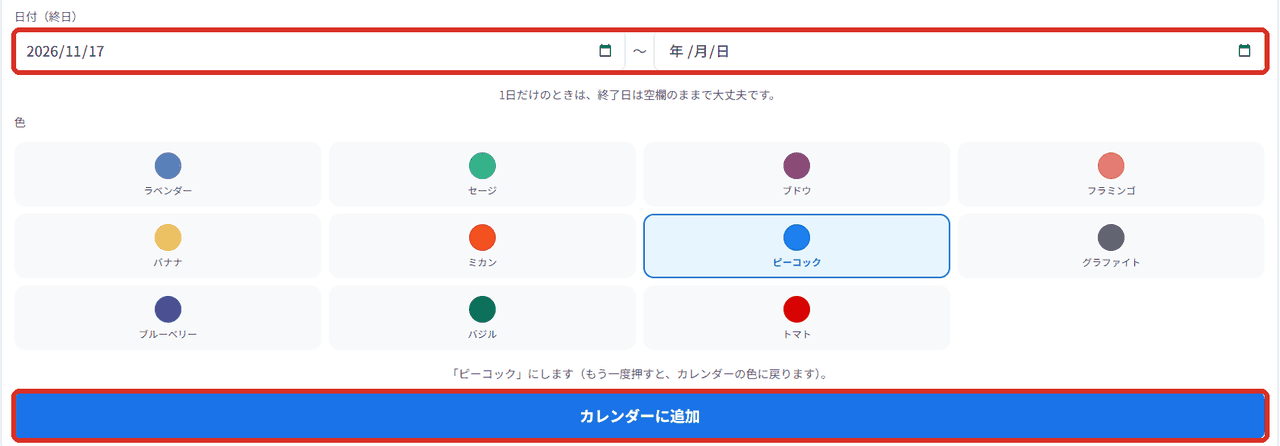 日付（終日）
2026/11/17 ～ 年 /月/日
1日だけのときは、終了日は空欄のままで大丈夫です。
色
ラベンダー セージ ブドウ フラミンゴ
バナナ ミカン ピーコック グラファイト
ブルーベリー バジル トマト
「ピーコック」にします（もう一度押すと、カレンダーの色に戻ります）。
カレンダーに追加